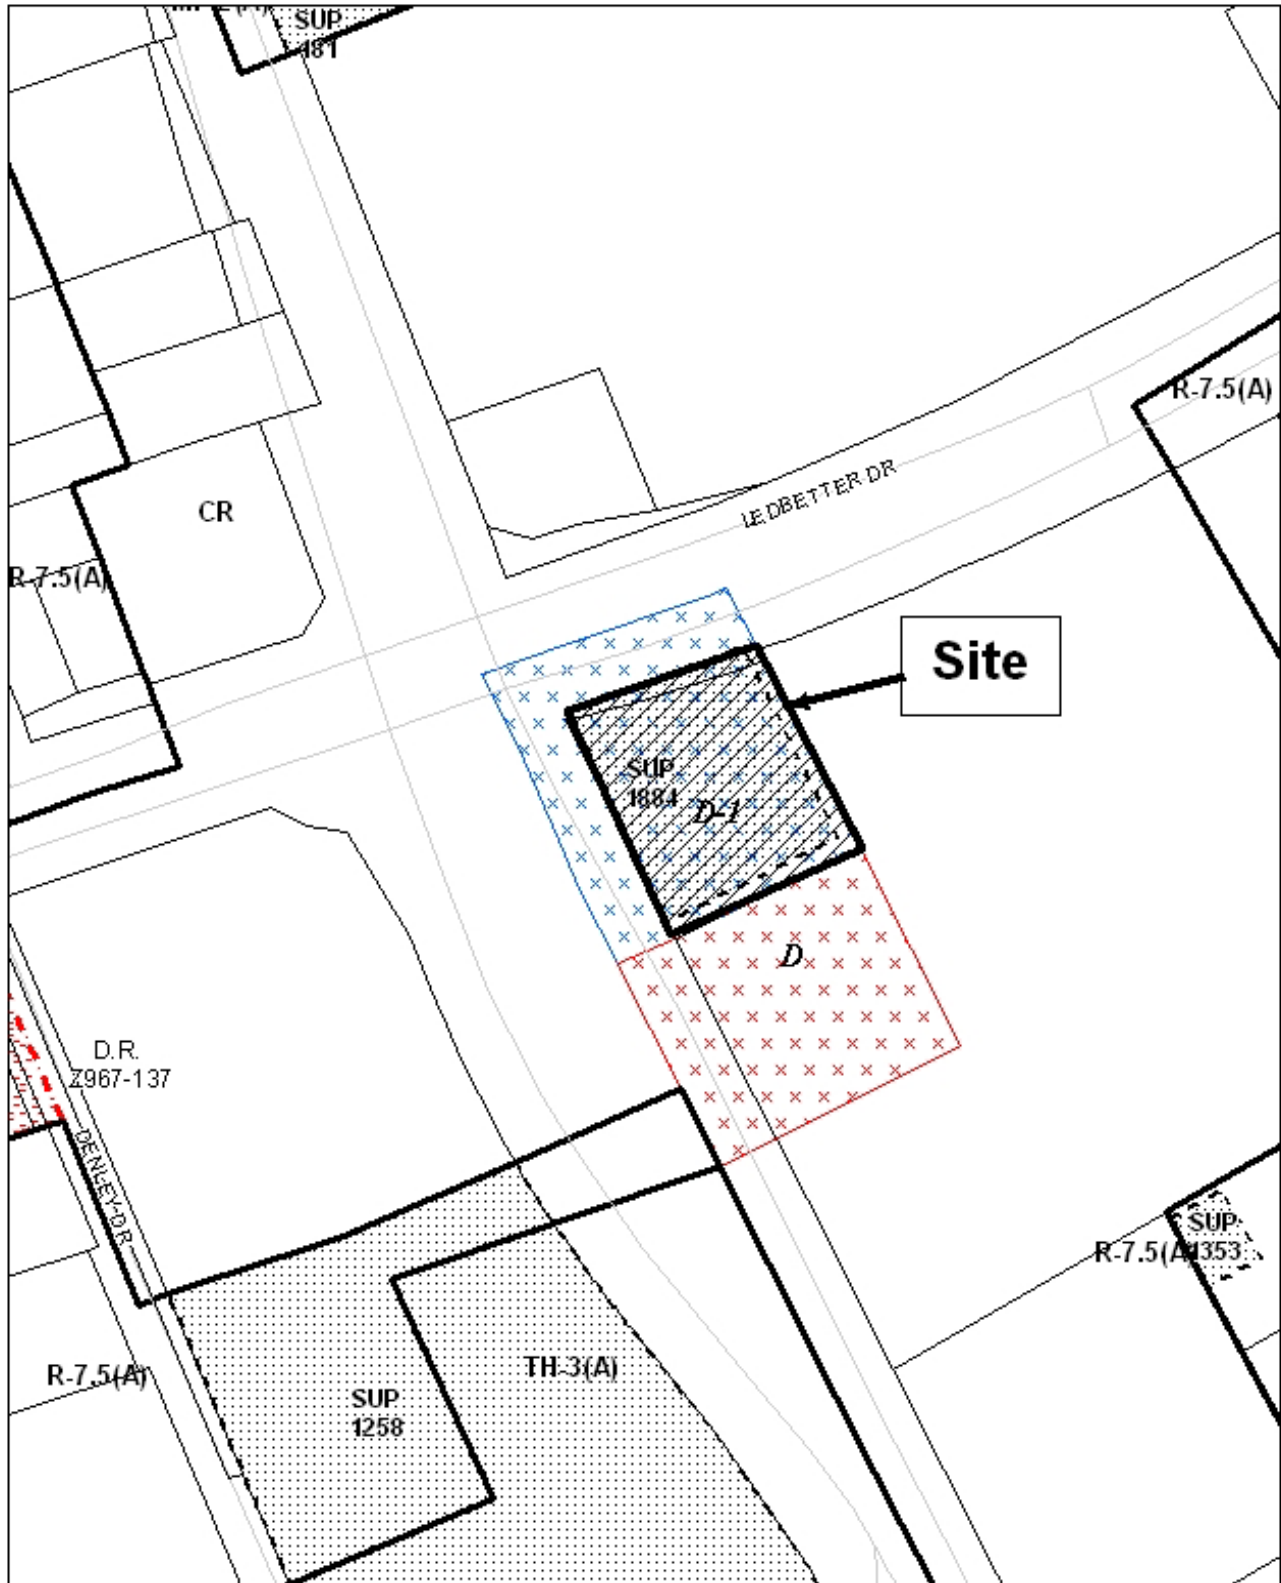 SUP
481
R-7.5(A)
LEDBETTER DR
CR
R-7.5(A)
Site
SUP
1884
D-1
D
D.R.
Z967-137
DENLEY DR
SUP
1353
R-7.5(A)
R-7.5(A)
TH-3(A)
SUP
1258